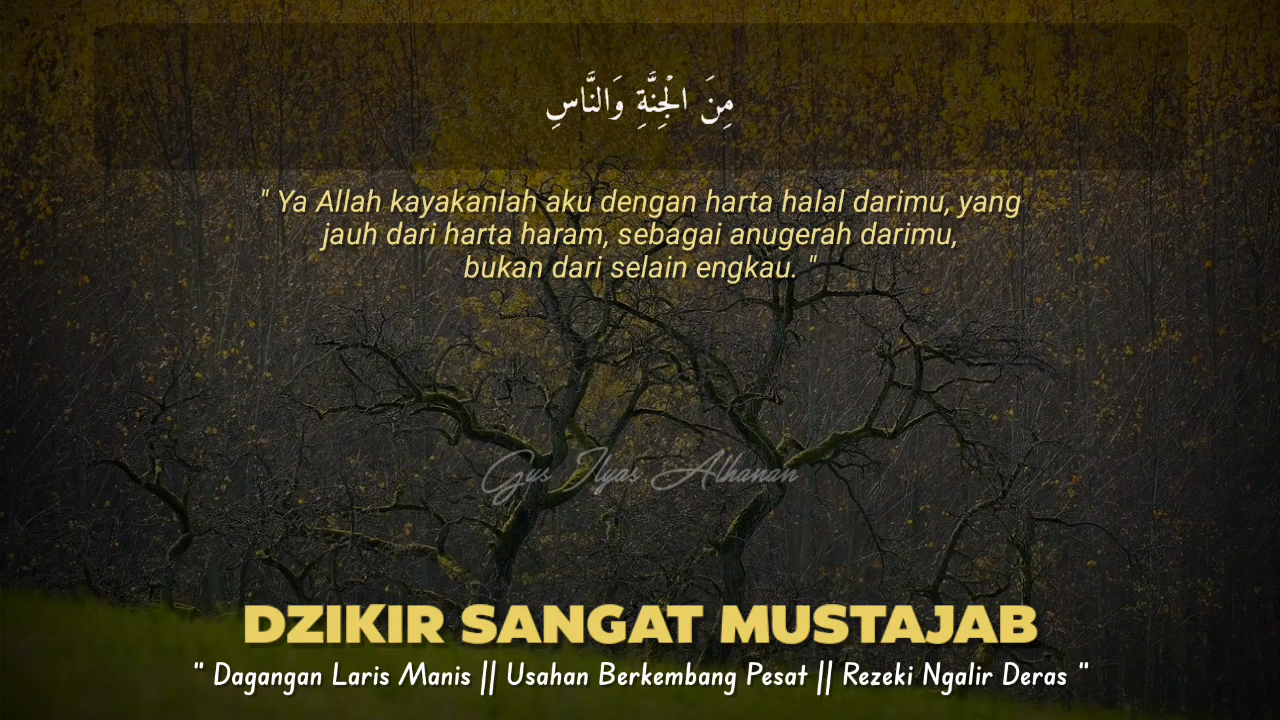 مِنَ الْجِنَّةِ وَالنَّاسِ
" Ya Allah kayakanlah aku dengan harta halal darimu, yang
jauh dari harta haram, sebagai anugerah darimu,
bukan dari selain engkau. "
Gus Ilyas Alhanan
DZIKIR SANGAT MUSTAJAB
" Dagangan Laris Manis || Usahan Berkembang Pesat || Rezeki Ngalir Deras "